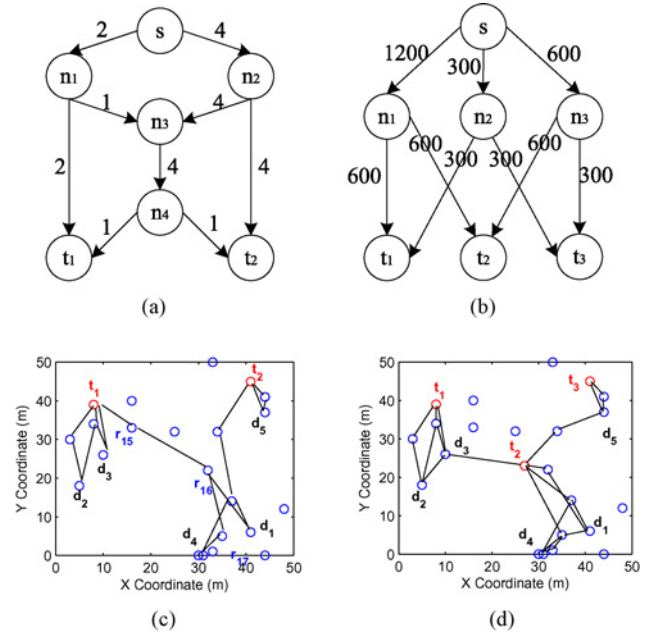 s
2 4
n1 n2
1 4
n3
2 4 4
n4
1 1
t1 t2
(a)
s
1200 300 600
n1 n2 n3
600 600 300 300 600 300
t1 t2 t3
(b)
50
40
30
20
10
0
Y Coordinate (m)
t1
t2
r15
d5
d3
r16
d2
d4
d1
r17
0 10 20 30 40 50
X Coordinate (m)
(c)
50
40
30
20
10
0
Y Coordinate (m)
t1
t3
d3
t2
d5
d2
d4
d1
0 10 20 30 40 50
X Coordinate (m)
(d)